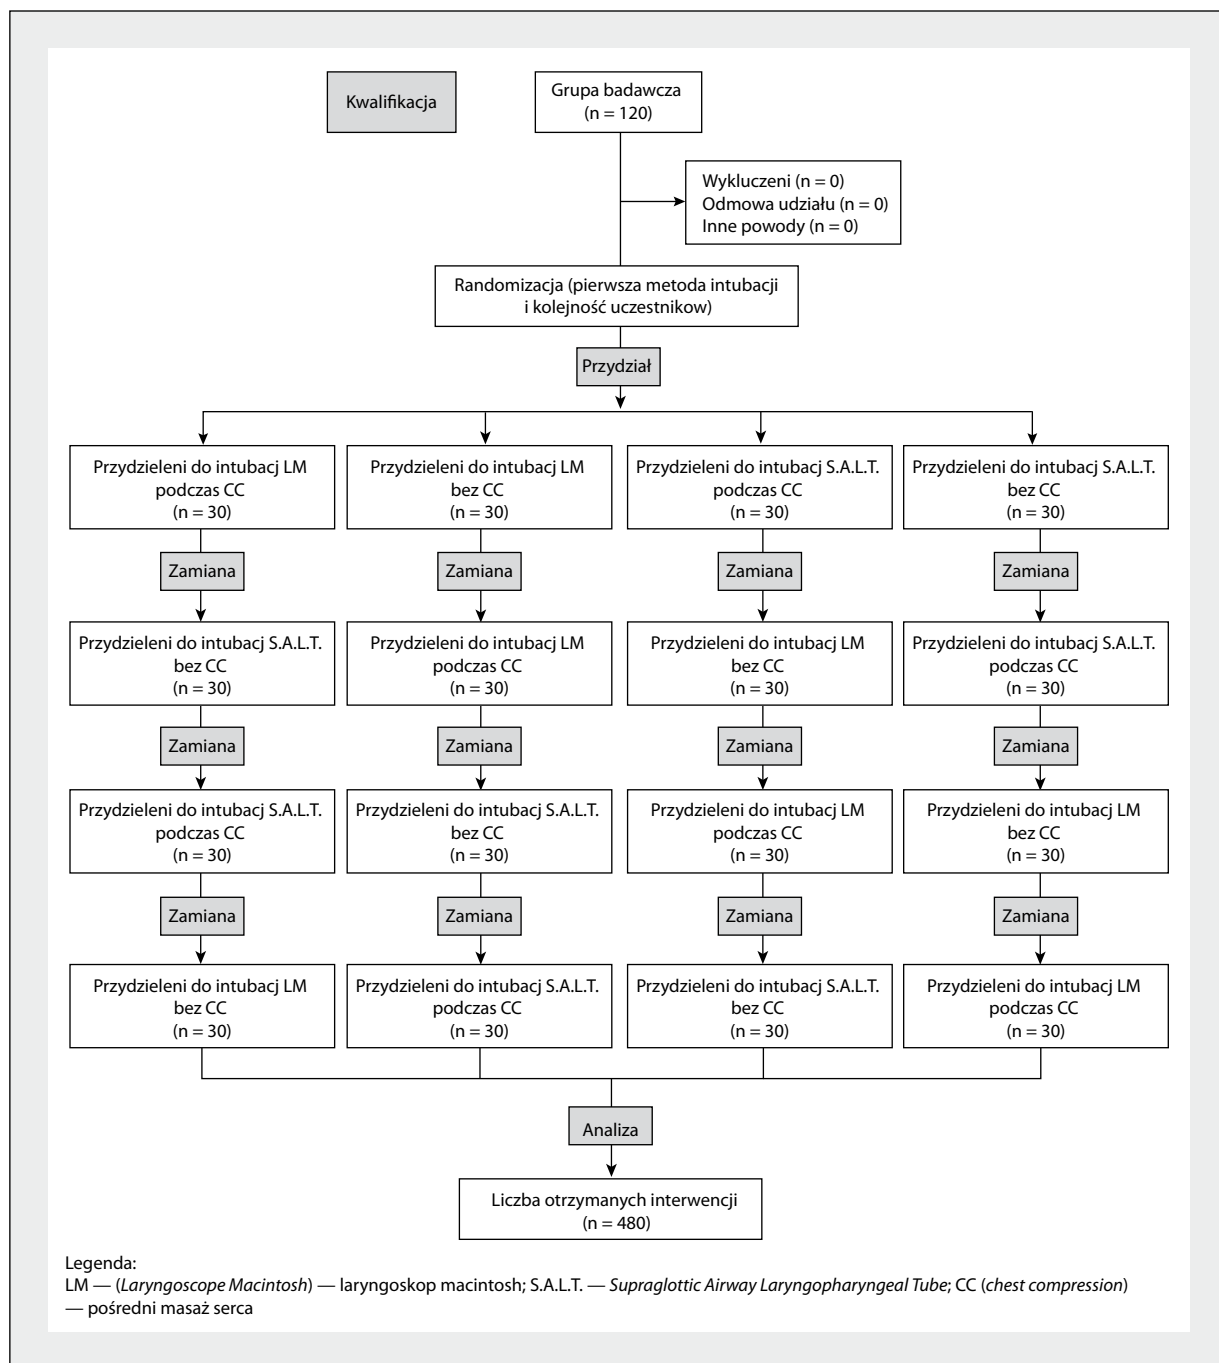 Kwalifikacja
Grupa badawcza
(n = 120)
Wykluczeni (n = 0)
Odmowa udziału (n = 0)
Inne powody (n = 0)
Randomizacja (pierwsza metoda intubacji
i kolejność uczestnikow)
Przydział
Przydzieleni do intubacj LM
podczas CC
(n = 30)
Przydzieleni do intubacj LM
bez CC
(n = 30)
Przydzieleni do intubacj S.A.L.T.
podczas CC
(n = 30)
Przydzieleni do intubacj S.A.L.T.
bez CC
(n = 30)
Zamiana
Zamiana
Zamiana
Zamiana
Przydzieleni do intubacj S.A.L.T.
bez CC
(n = 30)
Przydzieleni do intubacj LM
podczas CC
(n = 30)
Przydzieleni do intubacj LM
bez CC
(n = 30)
Przydzieleni do intubacj S.A.L.T.
podczas CC
(n = 30)
Zamiana
Zamiana
Zamiana
Zamiana
Przydzieleni do intubacj S.A.L.T.
podczas CC
(n = 30)
Przydzieleni do intubacj S.A.L.T.
bez CC
(n = 30)
Przydzieleni do intubacj LM
podczas CC
(n = 30)
Przydzieleni do intubacj LM
bez CC
(n = 30)
Zamiana
Zamiana
Zamiana
Zamiana
Przydzieleni do intubacj LM
bez CC
(n = 30)
Przydzieleni do intubacj S.A.L.T.
podczas CC
(n = 30)
Przydzieleni do intubacj S.A.L.T.
bez CC
(n = 30)
Przydzieleni do intubacj LM
podczas CC
(n = 30)
Analiza
Liczba otrzymanych interwencji
(n = 480)
Legenda:
LM — (Laryngoscope Macintosh) — laryngoskop macintosh; S.A.L.T. — Supraglottic Airway Laryngopharyngeal Tube; CC (chest compression)
— pośredni masaż serca